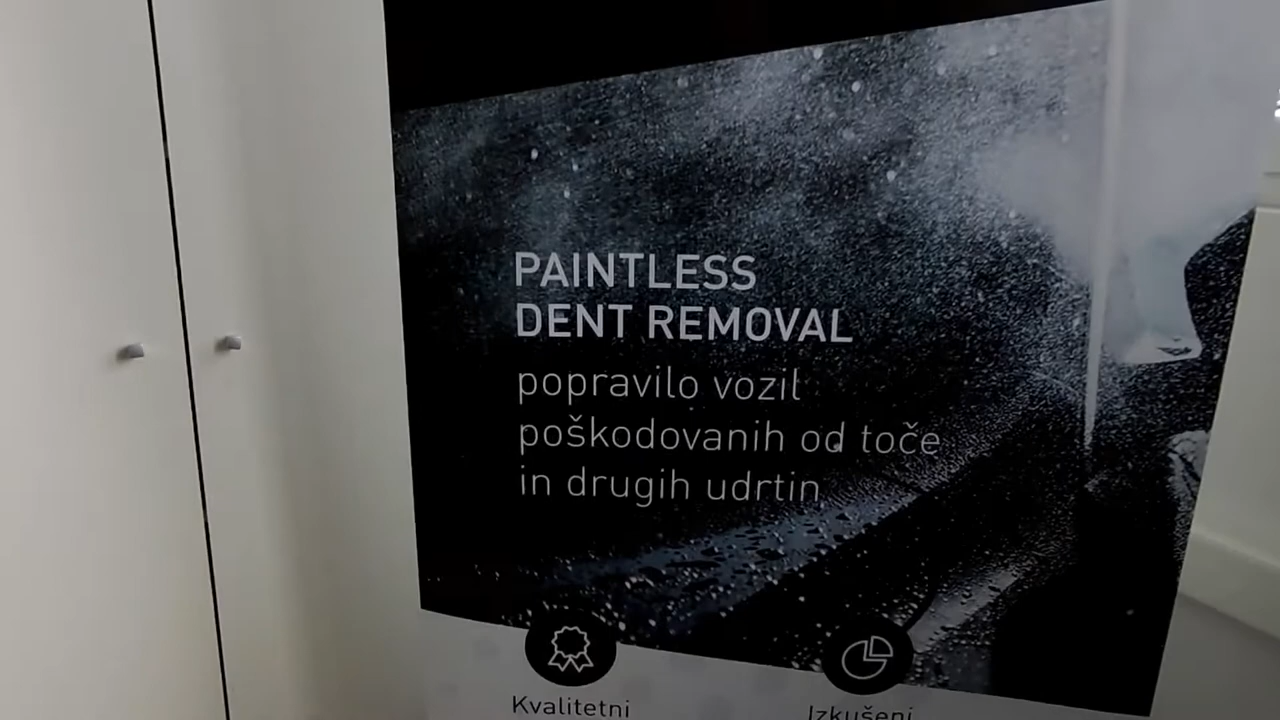 PAINTLESS
DENT REMOVAL
popravilo vozil
poškodovanih od toče
in drugih udrtin
Kvalitetni
Izkušeni